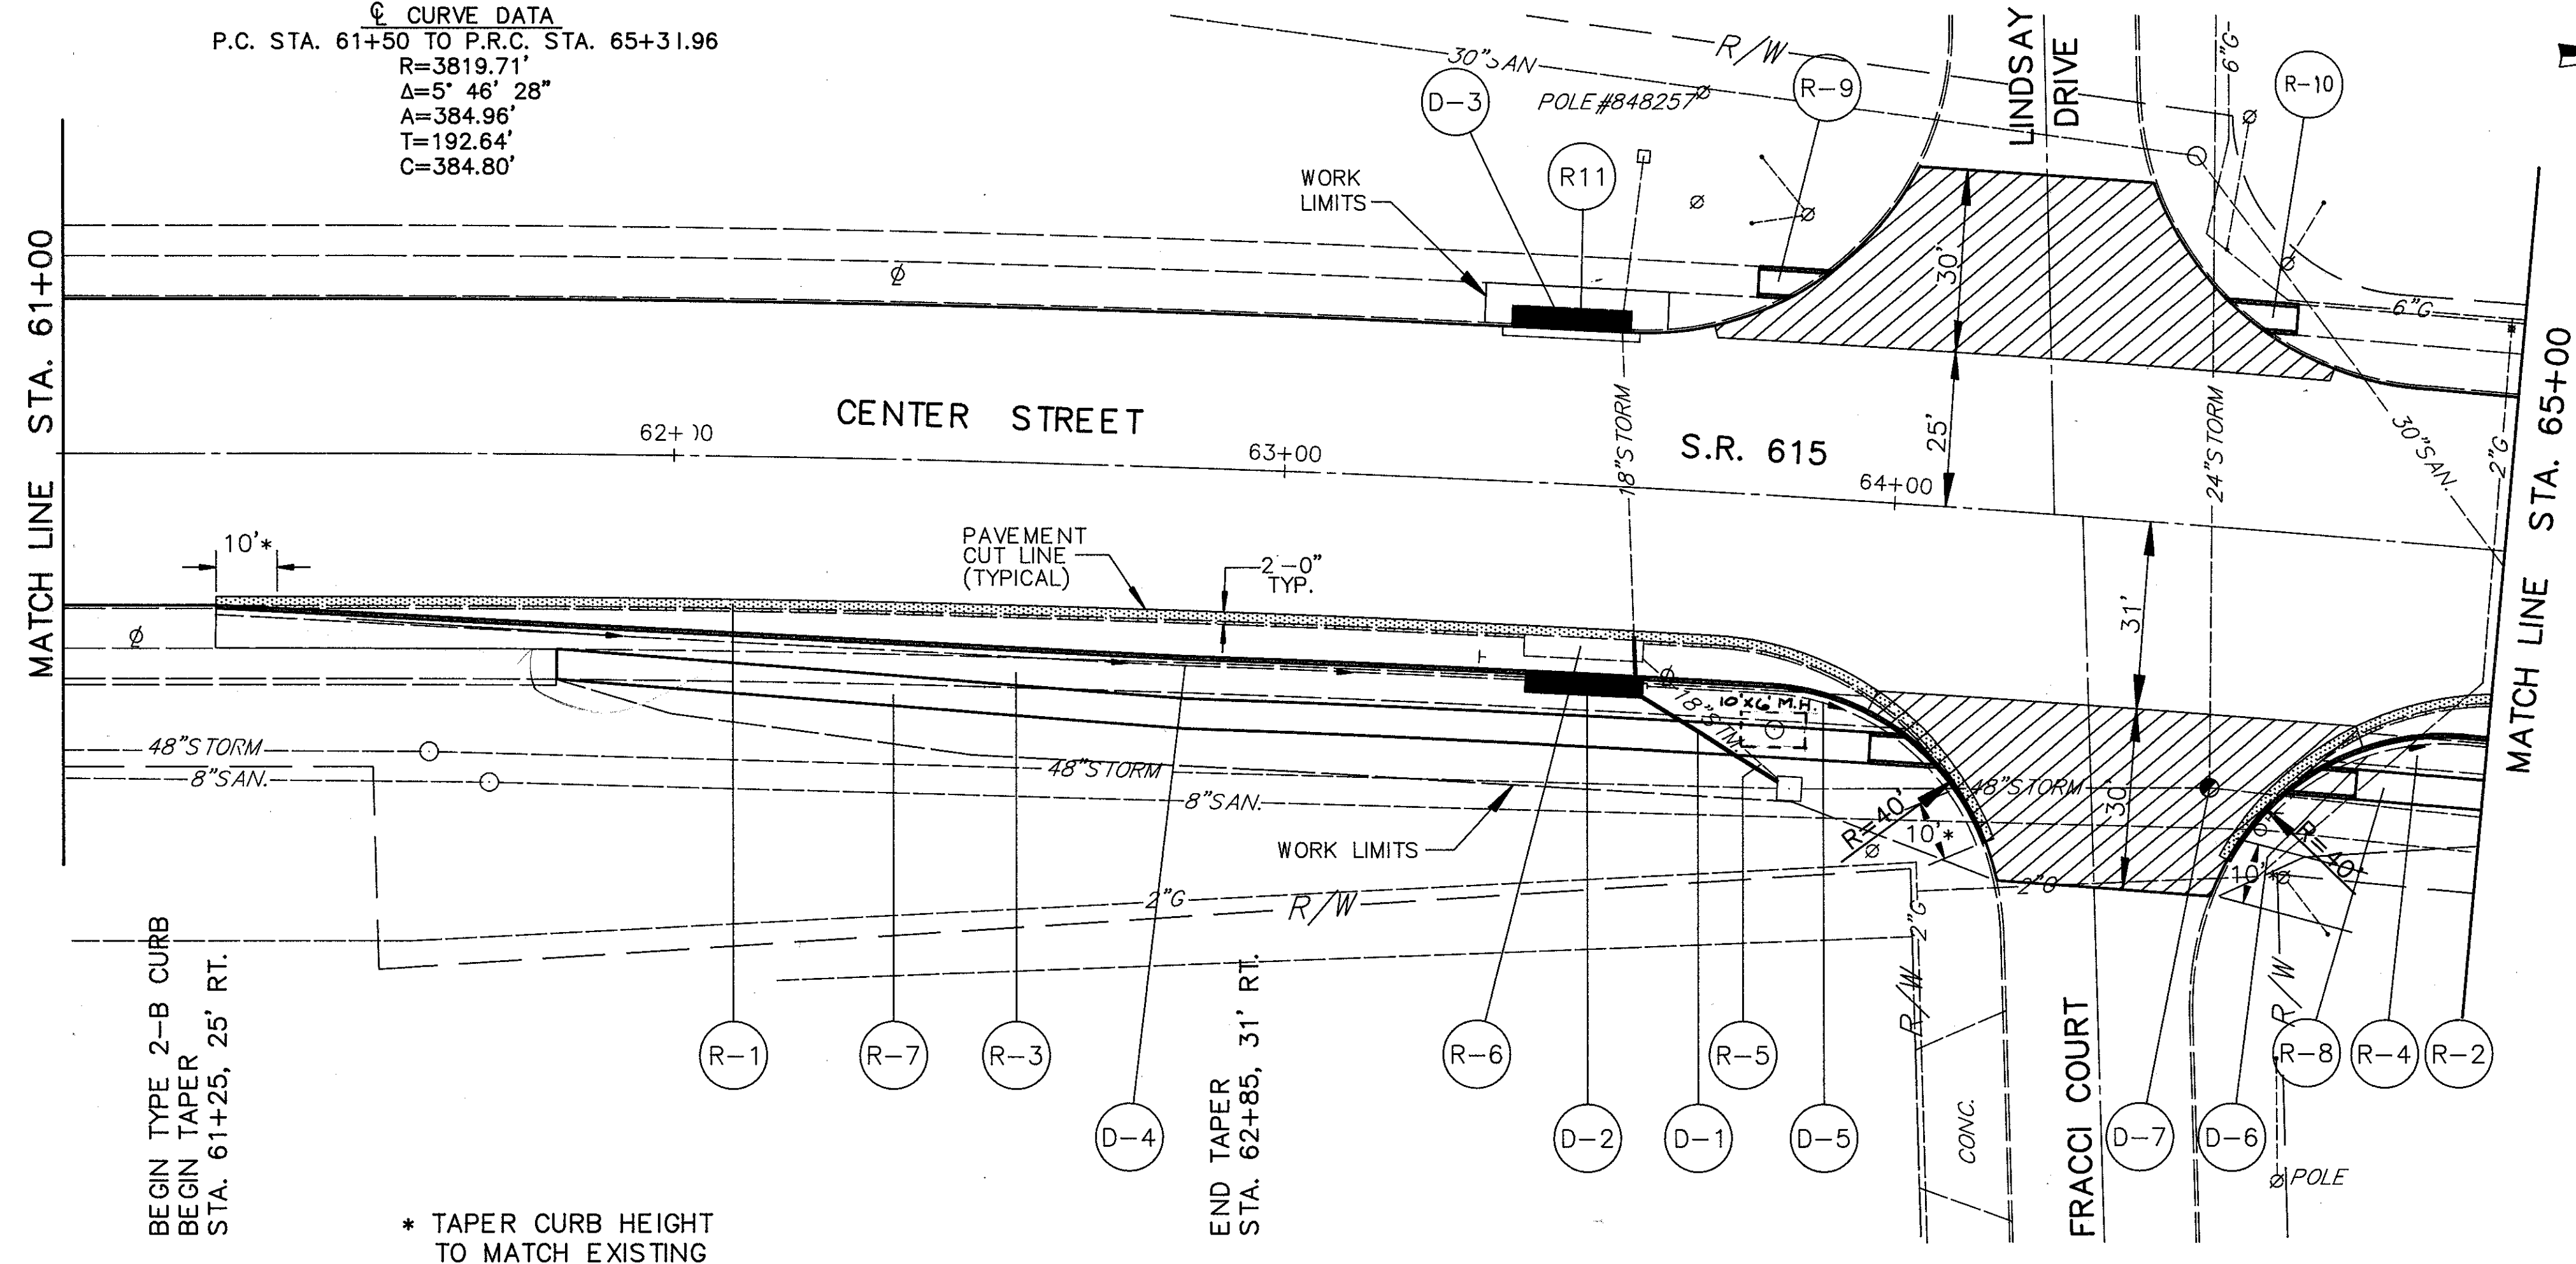 ℄ CURVE DATA
P.C. STA. 61+50 TO P.R.C. STA. 65+31.96
R=3819.71'
Δ=5° 46' 28"
A=384.96'
T=192.64'
C=384.80'
MATCH LINE STA. 61+00
WORK
LIMITS
D-3
R11
30" SAN
POLE #848257
R/W
R-9
LINDSAY
DRIVE
6"G
R-10
30'
6"G
CENTER STREET
S.R. 615
62+00
63+00
64+00
18"STORM
25'
24"STORM
30"SAN.
2"G
MATCH LINE STA. 65+00
10'*
PAVEMENT
CUT LINE
(TYPICAL)
2'-0"
TYP.
31'
10'X6' M.H.
18"STM.
48"STORM
8"SAN.
48"STORM
8"SAN.
48"STORM
30'
WORK LIMITS
R=40'
10'*
R=40'
10'*
2"G
R/W
2"G
R/W
R/W
BEGIN TYPE 2-B CURB
BEGIN TAPER
STA. 61+25, 25' RT.
END TAPER
STA. 62+85, 31' RT.
R-1
R-7
R-3
R-6
R-5
R-8
R-4
R-2
D-4
D-2
D-1
D-5
D-7
D-6
CONC.
FRACCI COURT
POLE
* TAPER CURB HEIGHT
TO MATCH EXISTING